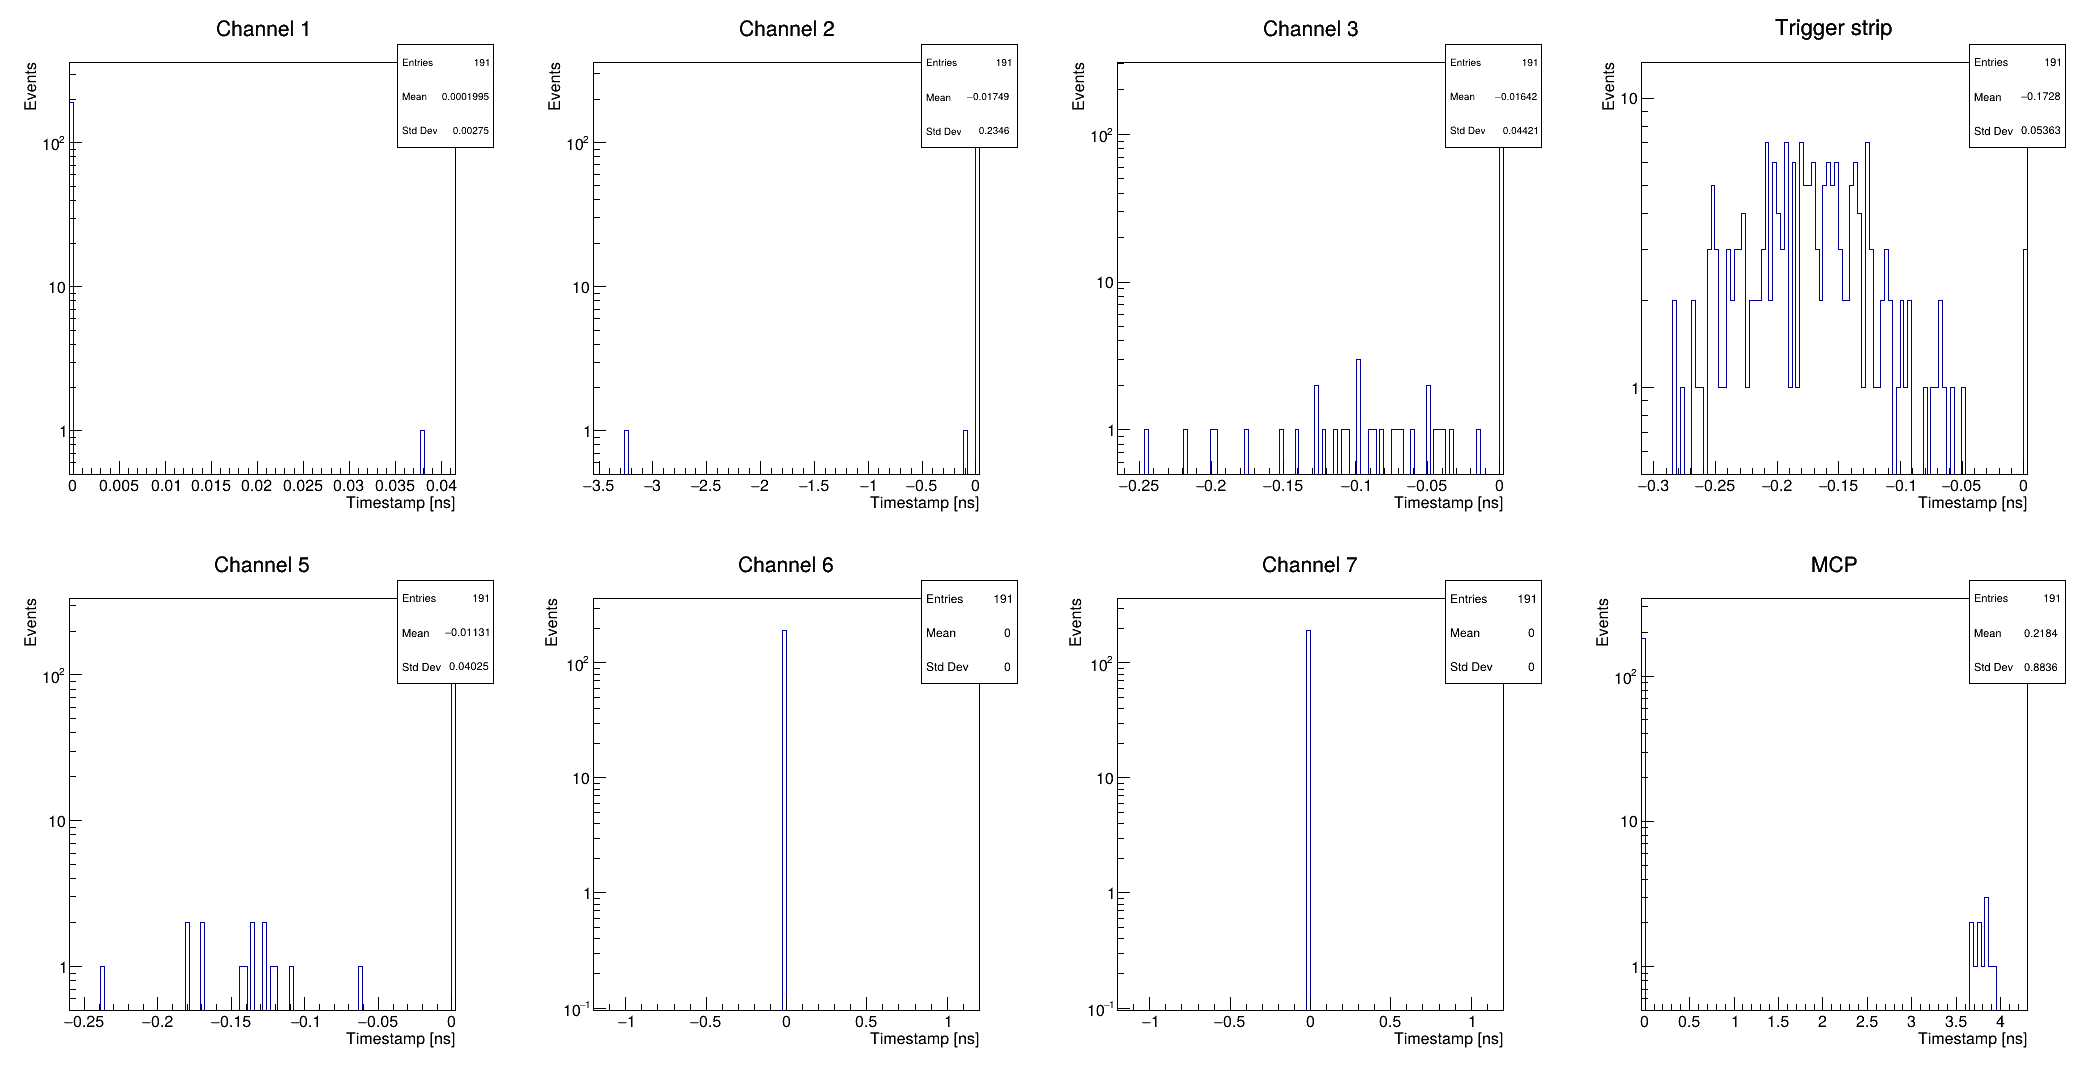 Channel 1
Events
Entries 191
Mean 0.0001995
Std Dev 0.00275
10²
10
1
0 0.005 0.01 0.015 0.02 0.025 0.03 0.035 0.04
Timestamp [ns]
Channel 2
Events
Entries 191
Mean −0.01749
Std Dev 0.2346
10²
10
1
−3.5 −3 −2.5 −2 −1.5 −1 −0.5 0
Timestamp [ns]
Channel 3
Events
Entries 191
Mean −0.01642
Std Dev 0.04421
10²
10
1
−0.25 −0.2 −0.15 −0.1 −0.05 0
Timestamp [ns]
Trigger strip
Events
Entries 191
Mean −0.1728
Std Dev 0.05363
10
1
−0.3 −0.25 −0.2 −0.15 −0.1 −0.05 0
Timestamp [ns]
Channel 5
Events
Entries 191
Mean −0.01131
Std Dev 0.04025
10²
10
1
−0.25 −0.2 −0.15 −0.1 −0.05 0
Timestamp [ns]
Channel 6
Events
Entries 191
Mean 0
Std Dev 0
10²
10
1
10⁻¹
−1 −0.5 0 0.5 1
Timestamp [ns]
Channel 7
Events
Entries 191
Mean 0
Std Dev 0
10²
10
1
10⁻¹
−1 −0.5 0 0.5 1
Timestamp [ns]
MCP
Events
Entries 191
Mean 0.2184
Std Dev 0.8836
10²
10
1
0 0.5 1 1.5 2 2.5 3 3.5 4
Timestamp [ns]